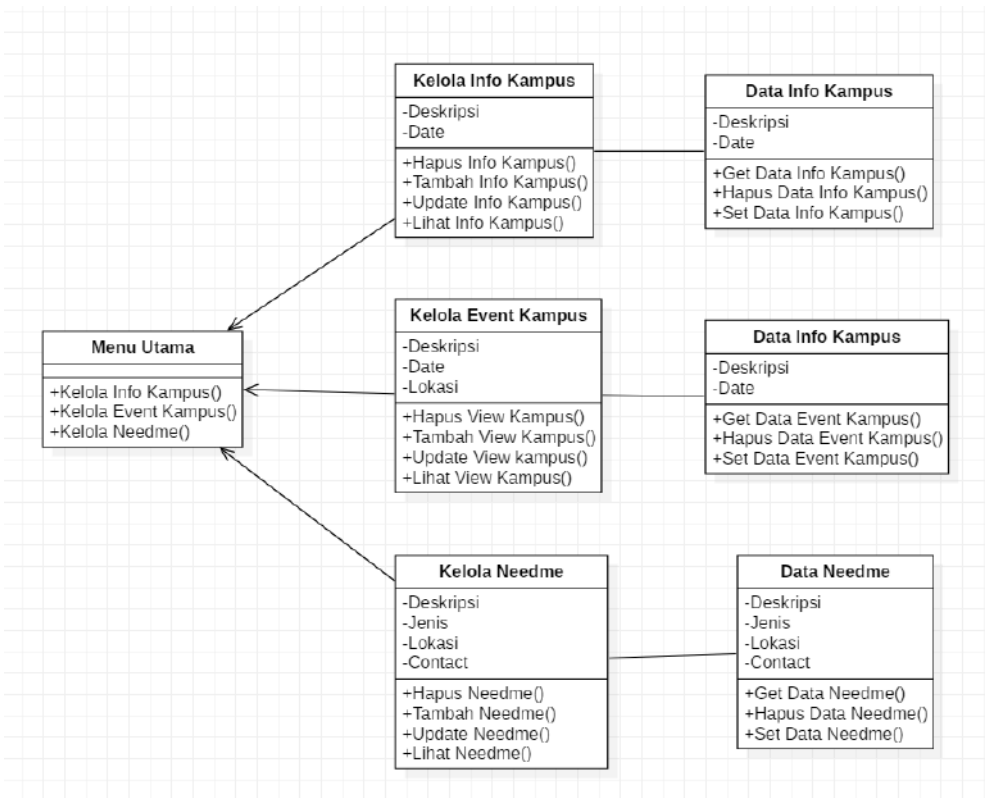 Kelola Info Kampus
-Deskripsi
-Date
+Hapus Info Kampus()
+Tambah Info Kampus()
+Update Info Kampus()
+Lihat Info Kampus()
Data Info Kampus
-Deskripsi
-Date
+Get Data Info Kampus()
+Hapus Data Info Kampus()
+Set Data Info Kampus()
Menu Utama
+Kelola Info Kampus()
+Kelola Event Kampus()
+Kelola Needme()
Kelola Event Kampus
-Deskripsi
-Date
-Lokasi
+Hapus View Kampus()
+Tambah View Kampus()
+Update View kampus()
+Lihat View Kampus()
Data Info Kampus
-Deskripsi
-Date
+Get Data Event Kampus()
+Hapus Data Event Kampus()
+Set Data Event Kampus()
Kelola Needme
-Deskripsi
-Jenis
-Lokasi
-Contact
+Hapus Needme()
+Tambah Needme()
+Update Needme()
+Lihat Needme()
Data Needme
-Deskripsi
-Jenis
-Lokasi
-Contact
+Get Data Needme()
+Hapus Data Needme()
+Set Data Needme()